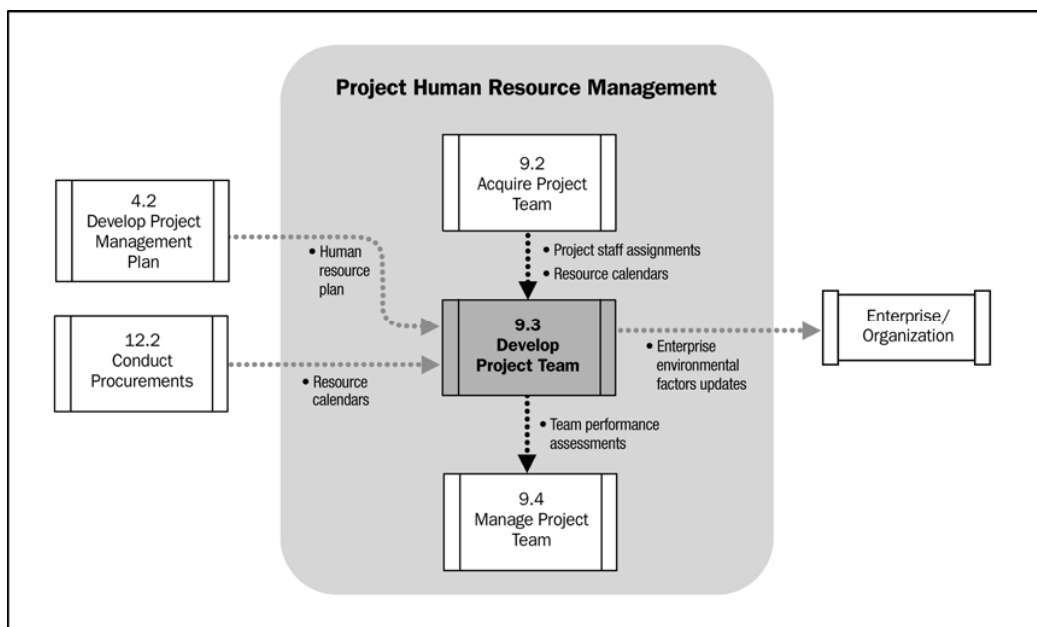 Project Human Resource Management
9.2
Acquire Project
Team
4.2
Develop Project
Management
Plan
• Human
resource
plan
• Project staff assignments
• Resource calendars
12.2
Conduct
Procurements
• Resource
calendars
9.3
Develop
Project Team
• Enterprise
environmental
factors updates
Enterprise/
Organization
• Team performance
assessments
9.4
Manage Project
Team